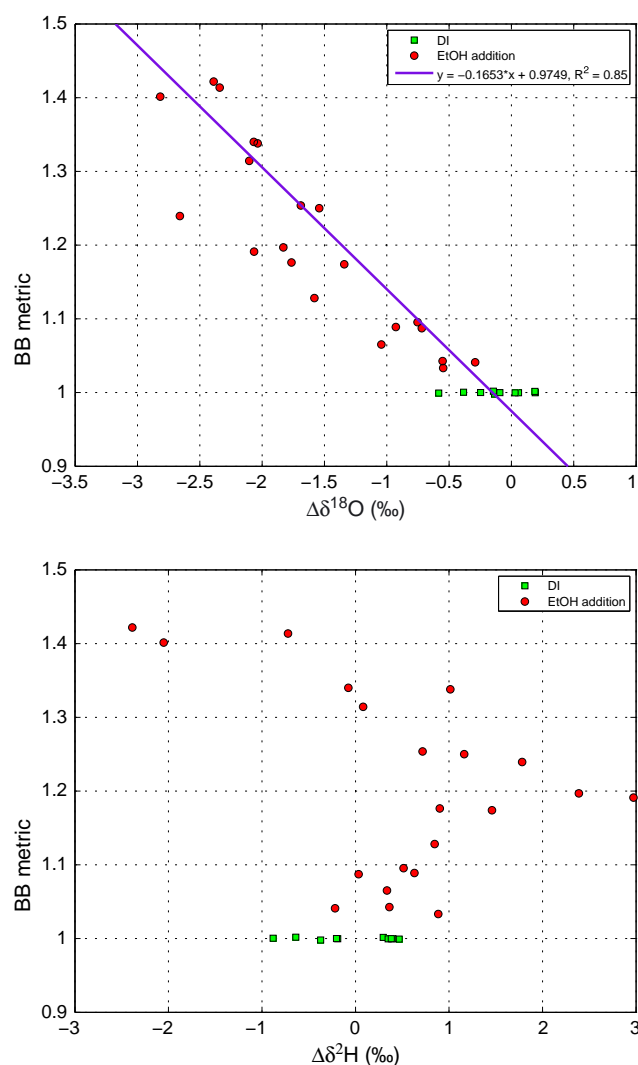 1.5
DI
EtOH addition
y = −0.1653*x + 0.9749, R² = 0.85
1.4
1.3
1.2
1.1
1
0.9
BB metric
−3.5 −3 −2.5 −2 −1.5 −1 −0.5 0 0.5 1
Δδ¹⁸O (‰)
1.5
DI
EtOH addition
1.4
1.3
1.2
1.1
1
0.9
BB metric
−3 −2 −1 0 1 2 3
Δδ²H (‰)